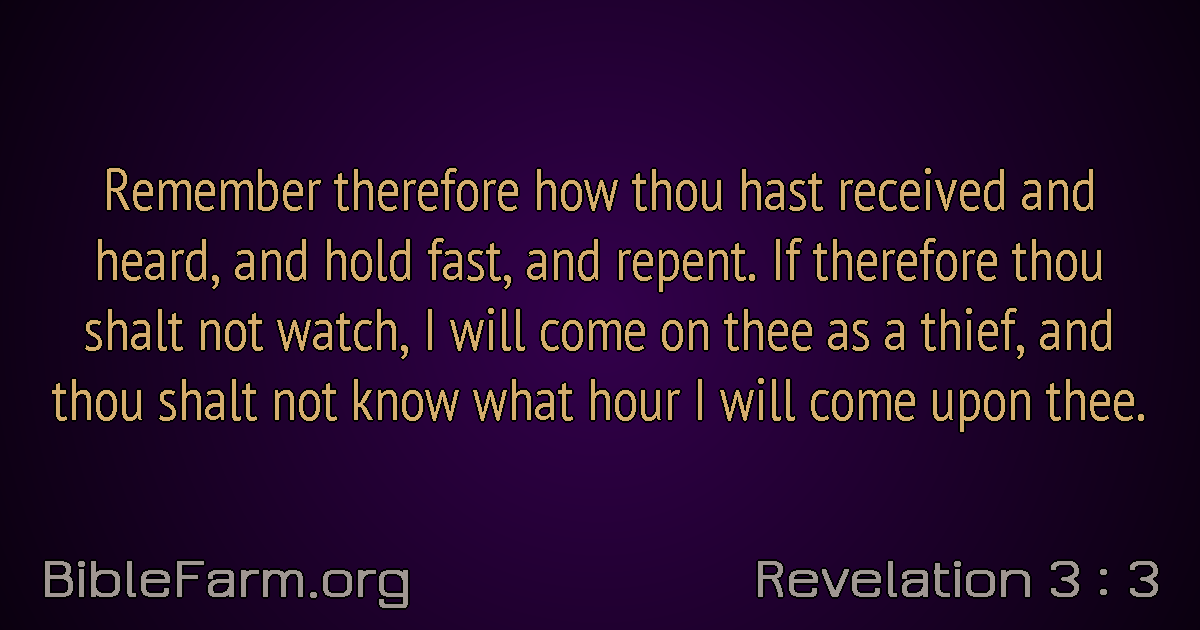 Remember therefore how thou hast received and
heard, and hold fast, and repent. If therefore thou
shalt not watch, I will come on thee as a thief, and
thou shalt not know what hour I will come upon thee.
BibleFarm.org
Revelation 3 : 3